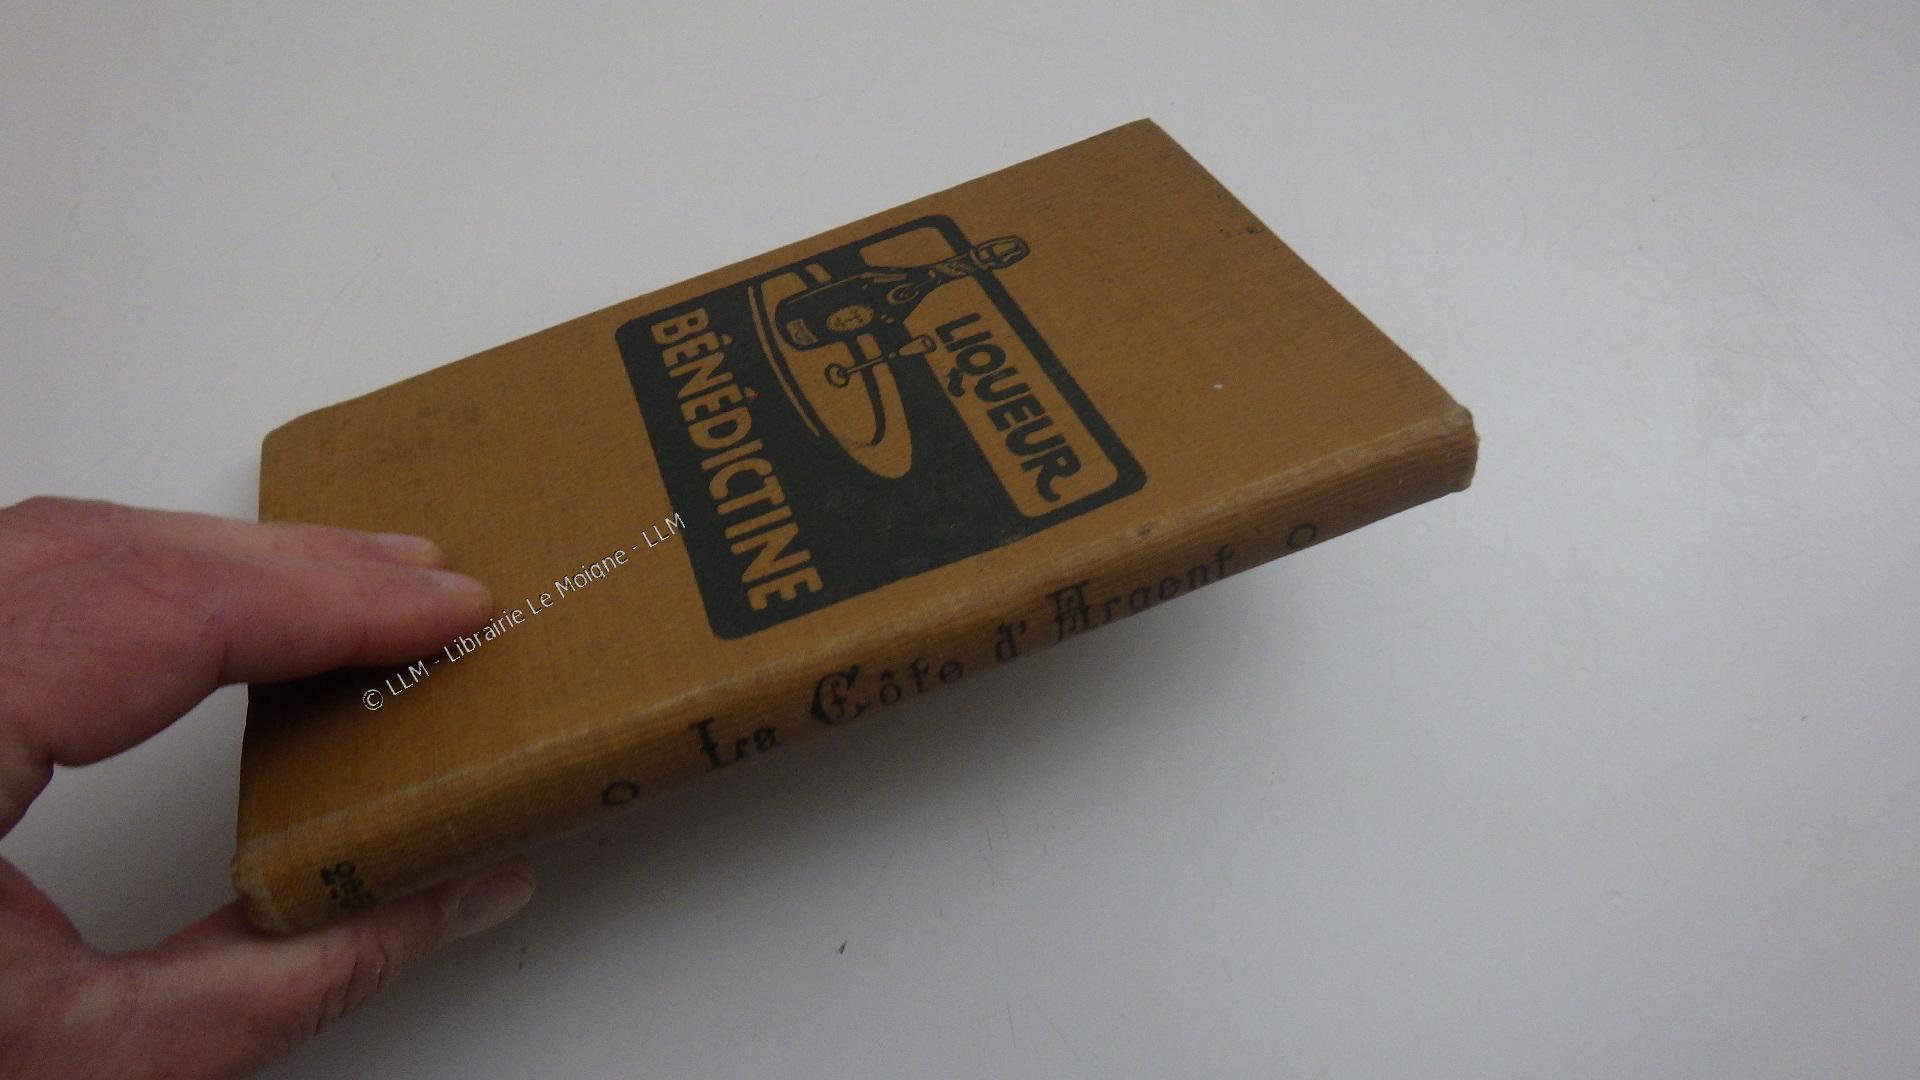 LIQUEUR
BÉNÉDICTINE
© LLM - Librairie Le Moigne - LLM
La Côte d'Argent